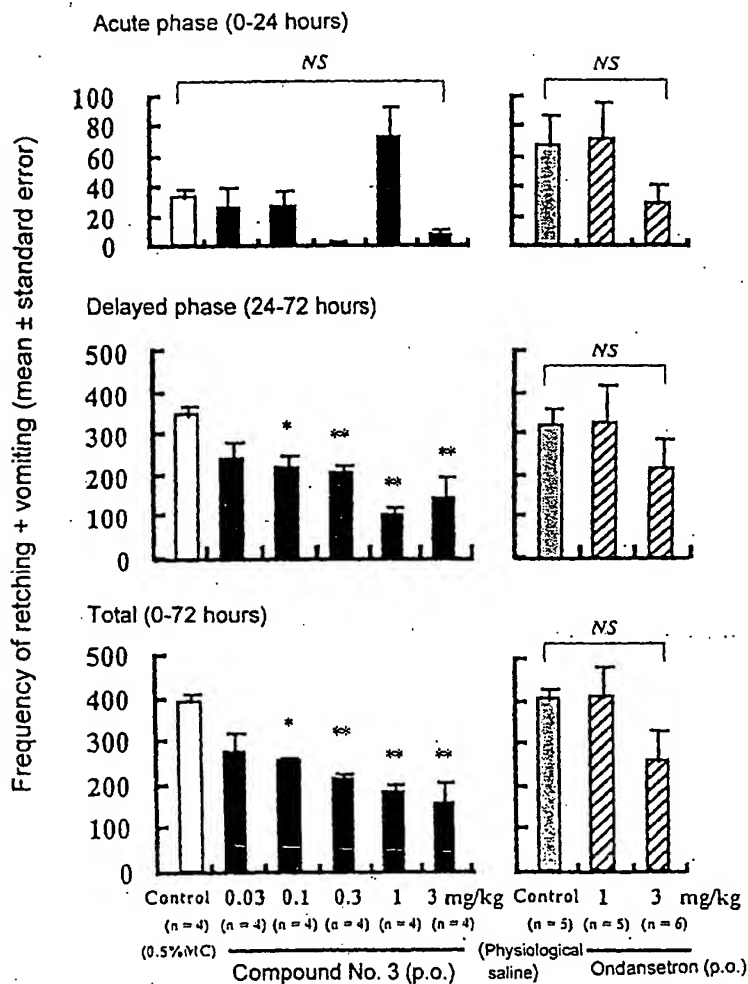 Acute phase (0-24 hours)
NS
NS
100
80
60
40
20
0
Delayed phase (24-72 hours)
NS
500
400
300
200
100
0
*
**
**
**
Total (0-72 hours)
NS
500
400
300
200
100
0
*
**
**
**
Frequency of retching + vomiting (mean ± standard error)
Control 0.03 0.1 0.3 1 3 mg/kg Control 1 3 mg/kg
(n = 4) (n = 4) (n = 4) (n = 4) (n = 4) (n = 4) (n = 5) (n = 5) (n = 6)
(0.5%MC) Compound No. 3 (p.o.) (Physiological saline) Ondansetron (p.o.)